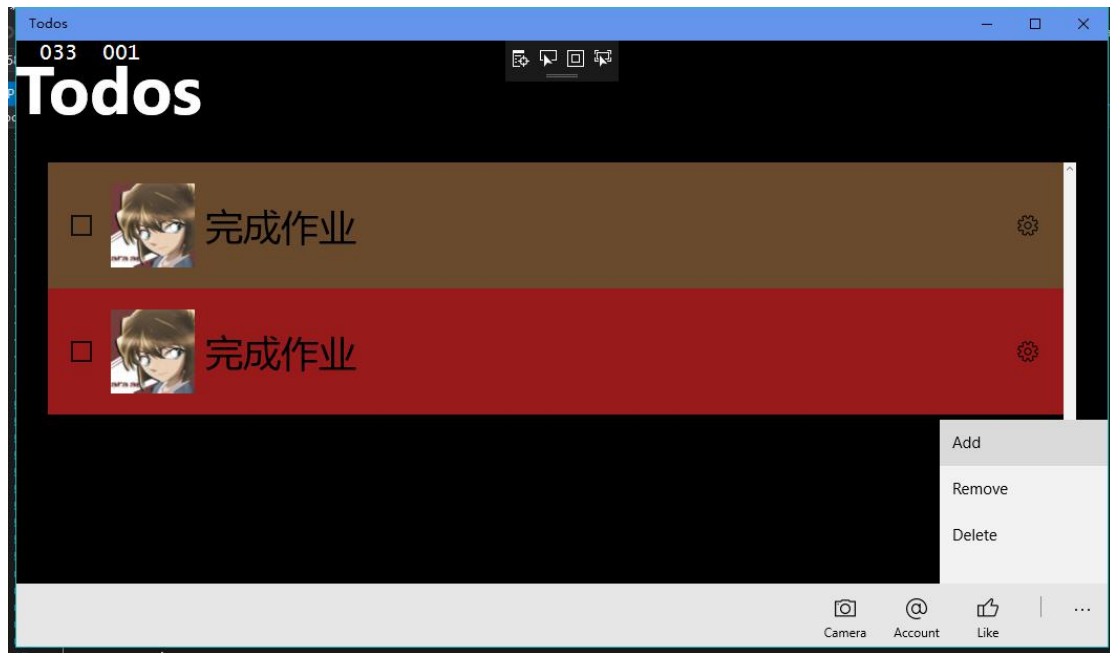 Todos
033 001
Todos
完成作业
完成作业
Add
Remove
Delete
Camera Account Like